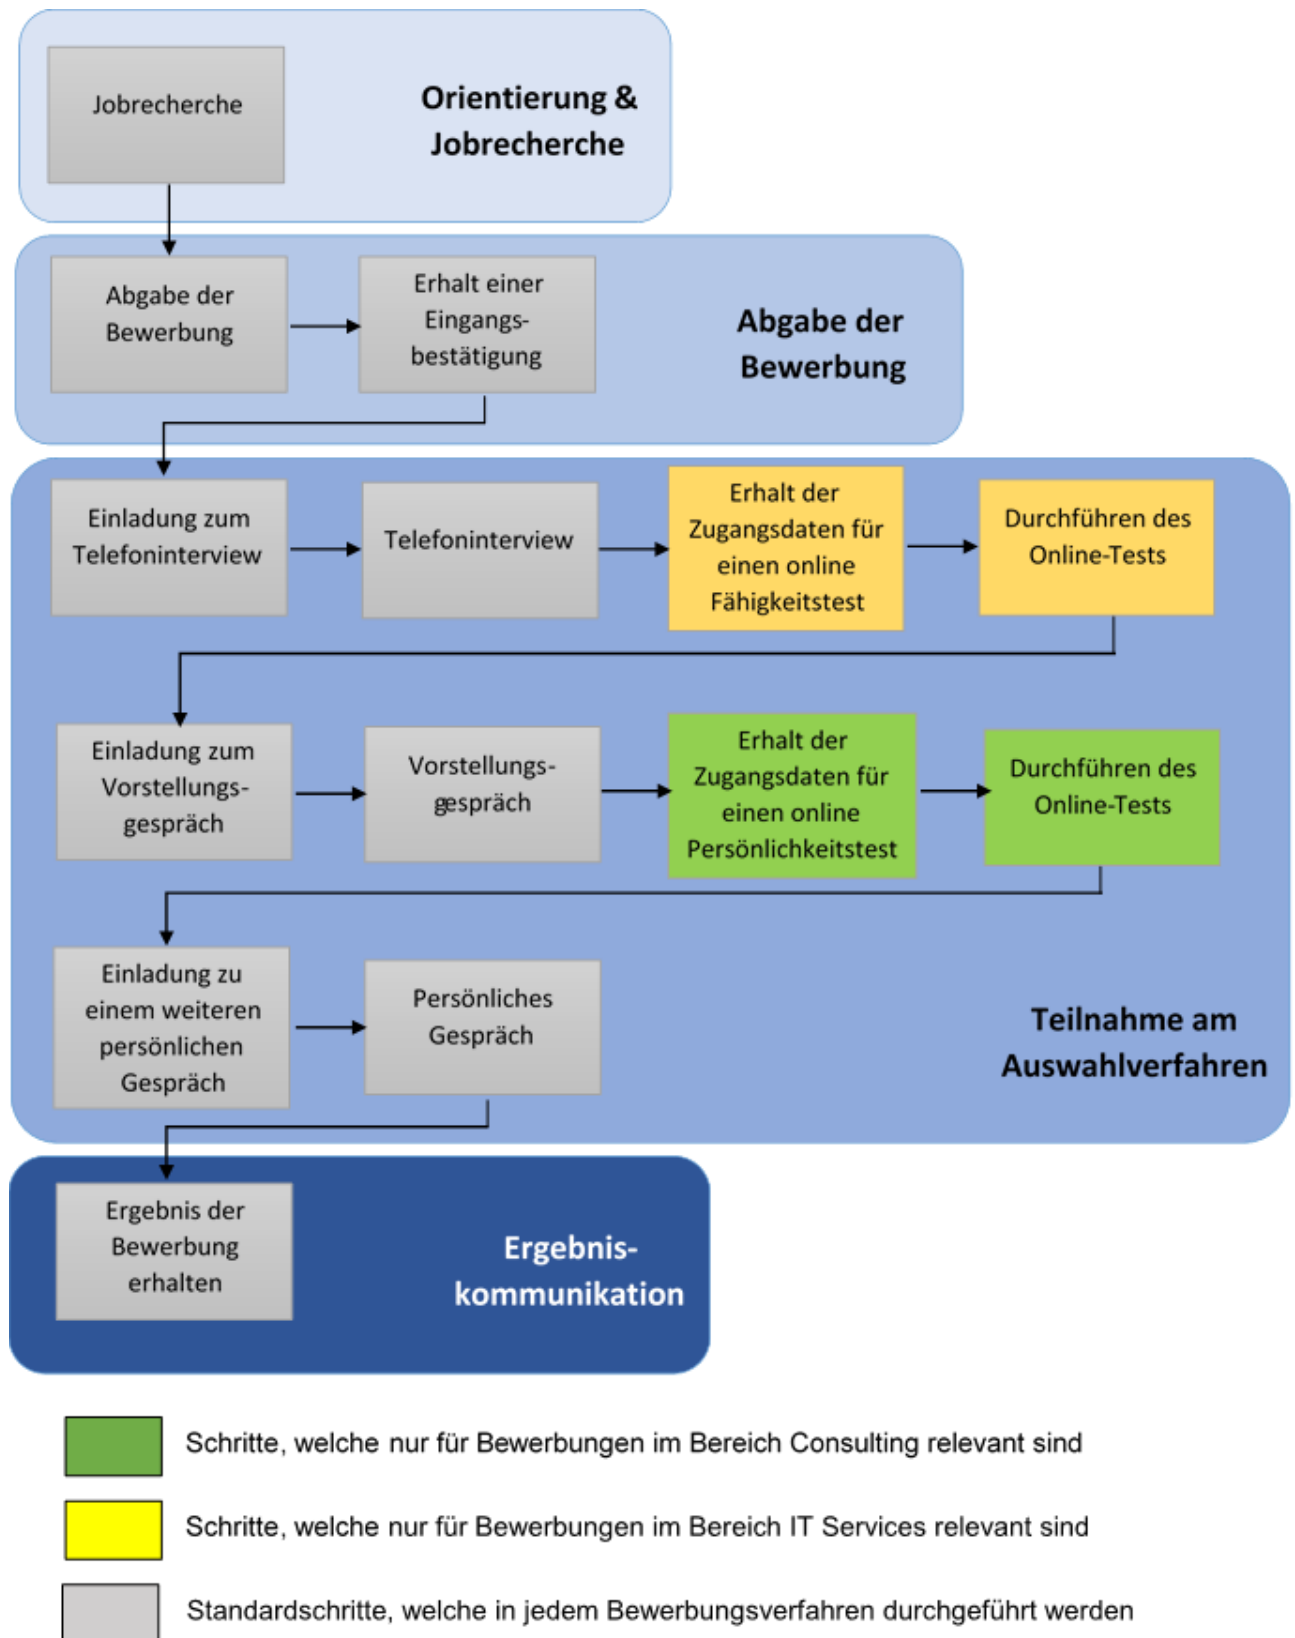 Jobrecherche
Orientierung &
Jobrecherche
Abgabe der
Bewerbung
Erhalt einer
Eingangs-
bestätigung
Abgabe der
Bewerbung
Einladung zum
Telefoninterview
Telefoninterview
Erhalt der
Zugangsdaten für
einen online
Fähigkeitstest
Durchführen des
Online-Tests
Einladung zum
Vorstellungs-
gespräch
Vorstellungs-
gespräch
Erhalt der
Zugangsdaten für
einen online
Persönlichkeitstest
Durchführen des
Online-Tests
Einladung zu
einem weiteren
persönlichen
Gespräch
Persönliches
Gespräch
Teilnahme am
Auswahlverfahren
Ergebnis der
Bewerbung
erhalten
Ergebnis-
kommunikation
Schritte, welche nur für Bewerbungen im Bereich Consulting relevant sind
Schritte, welche nur für Bewerbungen im Bereich IT Services relevant sind
Standardschritte, welche in jedem Bewerbungsverfahren durchgeführt werden